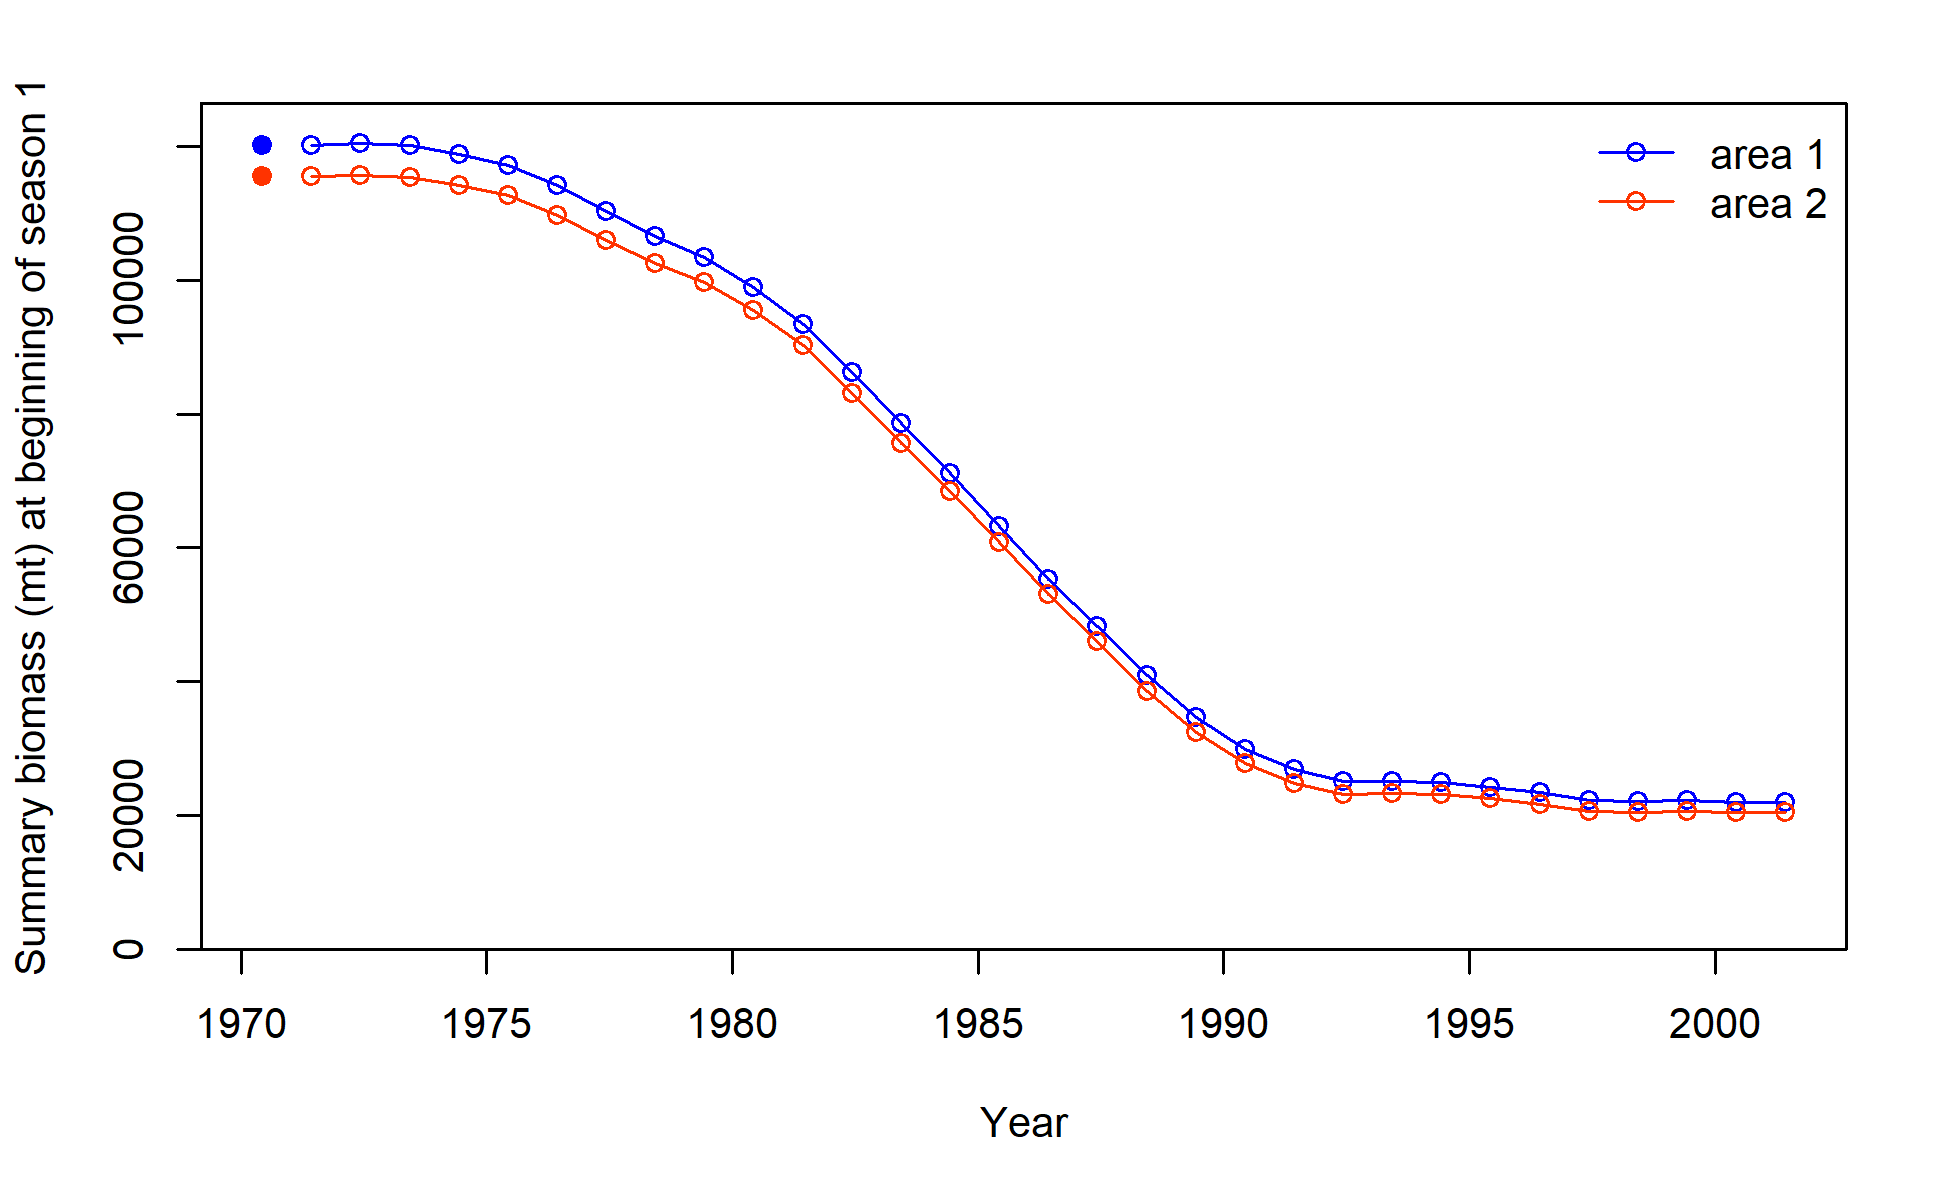 Summary biomass (mt) at beginning of season 1
0
20000
60000
100000
area 1
area 2
1970
1975
1980
1985
1990
1995
2000
Year